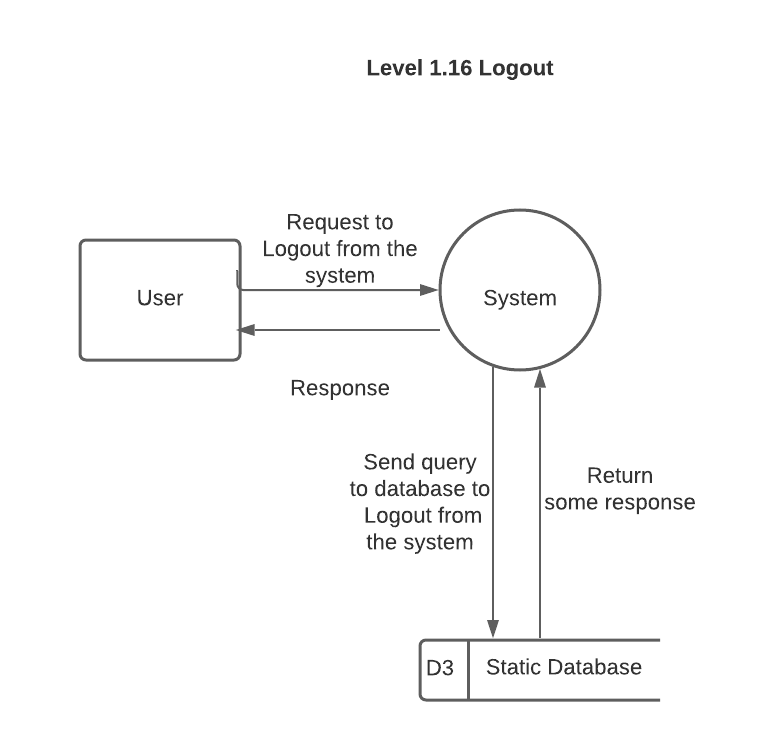 Level 1.16 Logout
Request to
Logout from the
system
User
System
Response
Send query
to database to
Logout from
the system
Return
some response
D3
Static Database